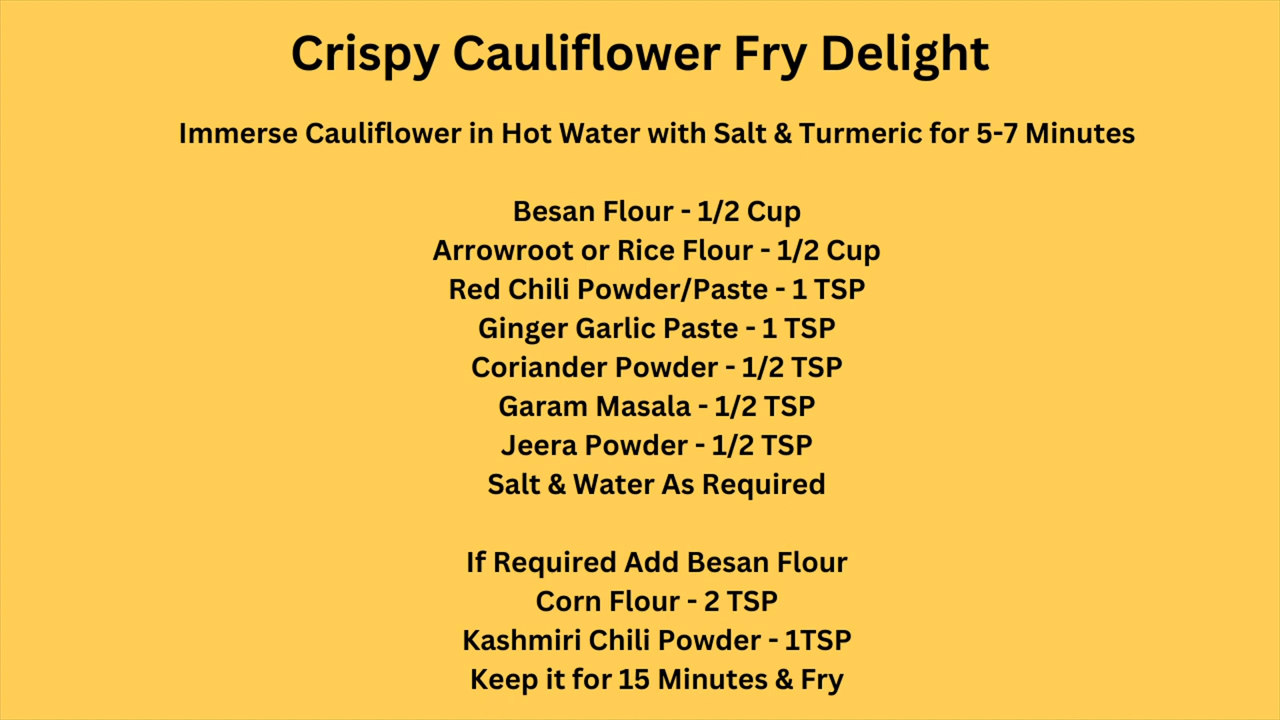 Crispy Cauliflower Fry Delight
Immerse Cauliflower in Hot Water with Salt & Turmeric for 5-7 Minutes
Besan Flour - 1/2 Cup
Arrowroot or Rice Flour - 1/2 Cup
Red Chili Powder/Paste - 1 TSP
Ginger Garlic Paste - 1 TSP
Coriander Powder - 1/2 TSP
Garam Masala - 1/2 TSP
Jeera Powder - 1/2 TSP
Salt & Water As Required
If Required Add Besan Flour
Corn Flour - 2 TSP
Kashmiri Chili Powder - 1TSP
Keep it for 15 Minutes & Fry